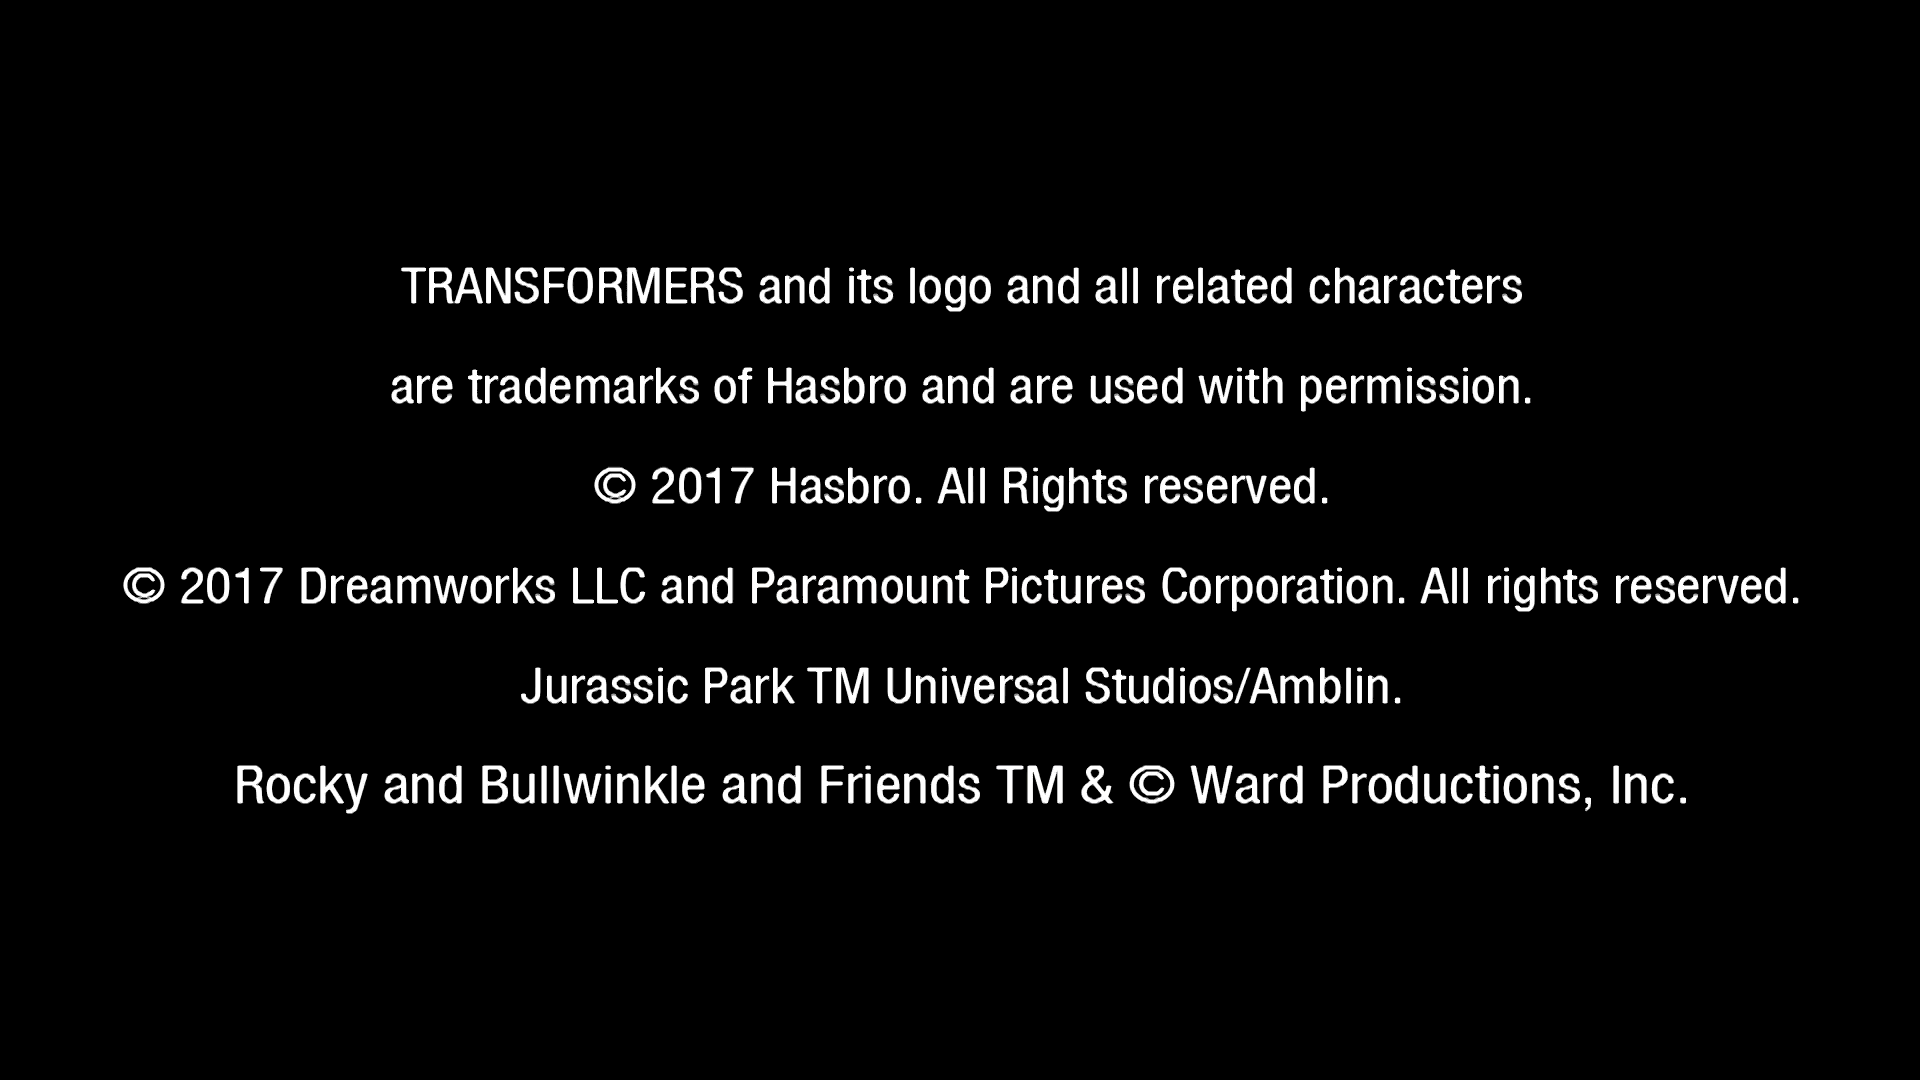 TRANSFORMERS and its logo and all related characters
are trademarks of Hasbro and are used with permission.
© 2017 Hasbro. All Rights reserved.
© 2017 Dreamworks LLC and Paramount Pictures Corporation. All rights reserved.
Jurassic Park TM Universal Studios/Amblin.
Rocky and Bullwinkle and Friends TM & © Ward Productions, Inc.